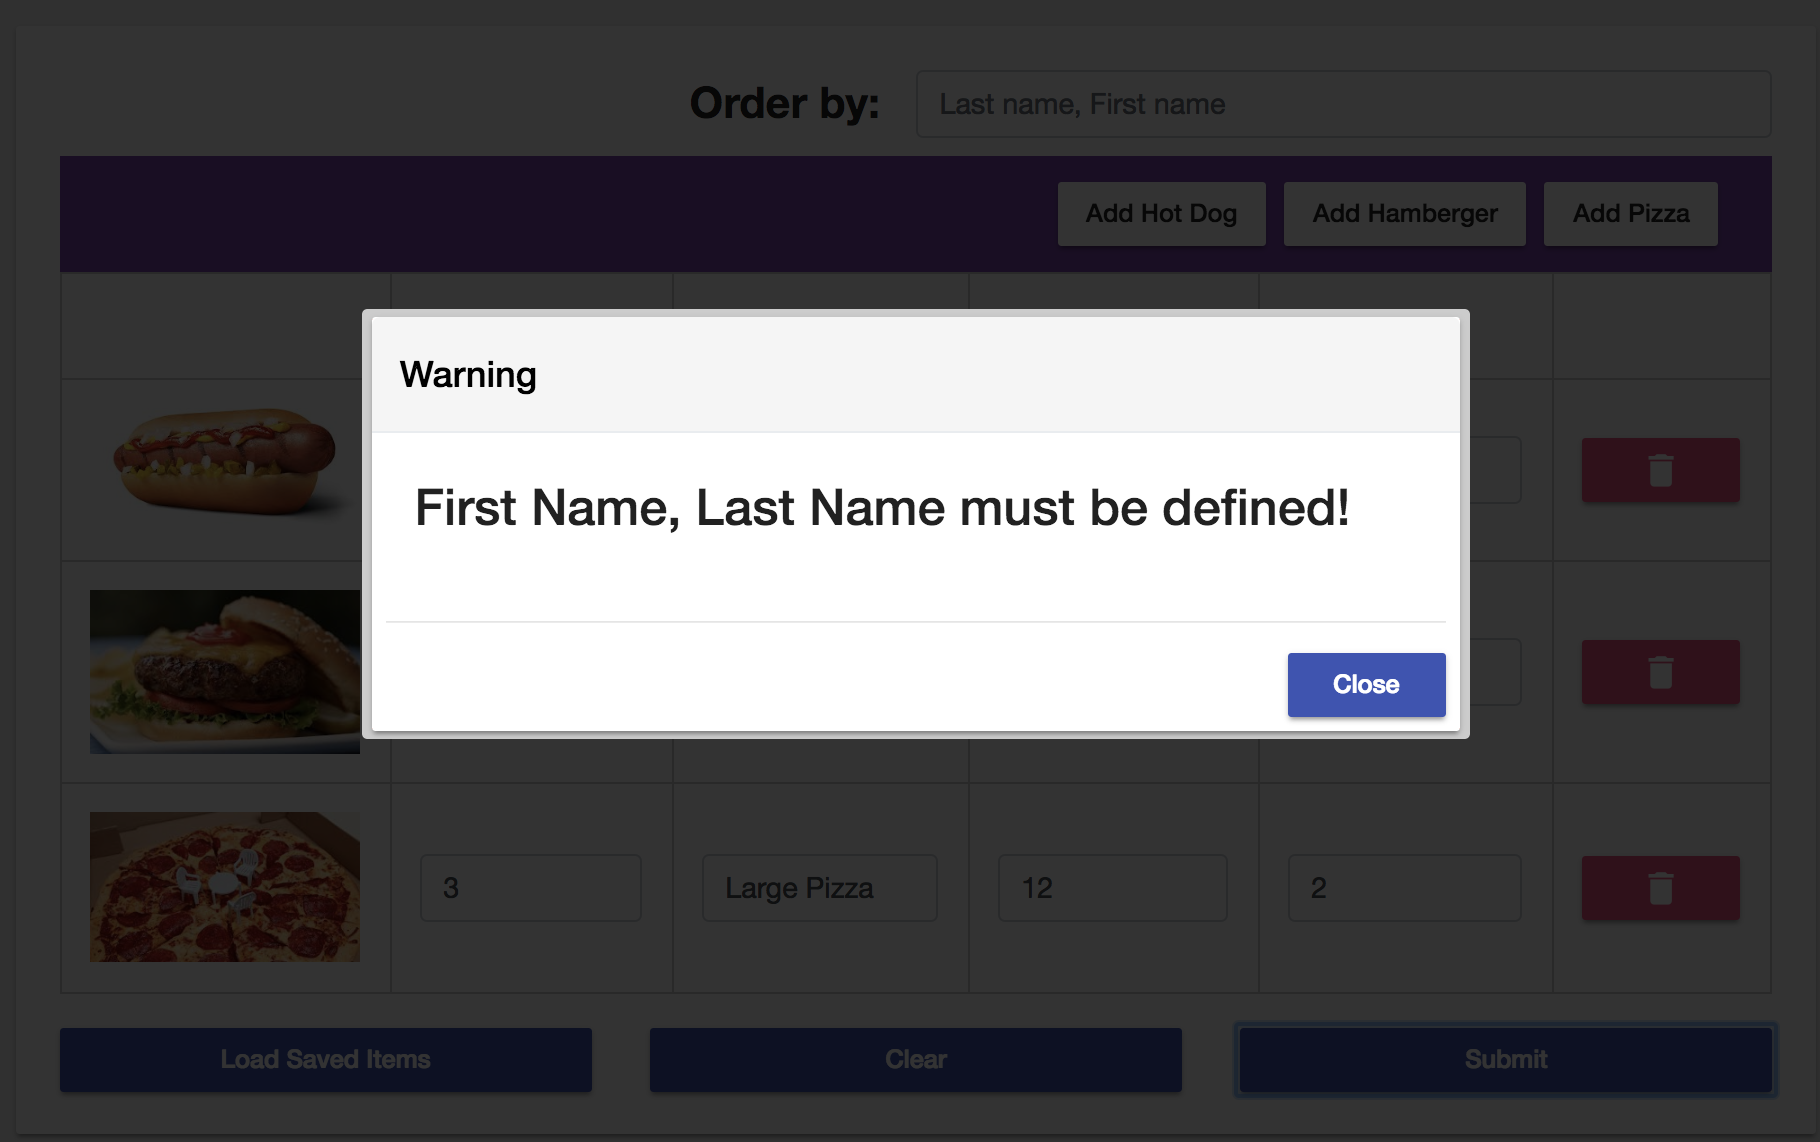 Order by: Last name, First name
Add Hot Dog Add Hamberger Add Pizza
Warning
First Name, Last Name must be defined!
Close
3 Large Pizza 12 2
Load Saved Items Clear Submit